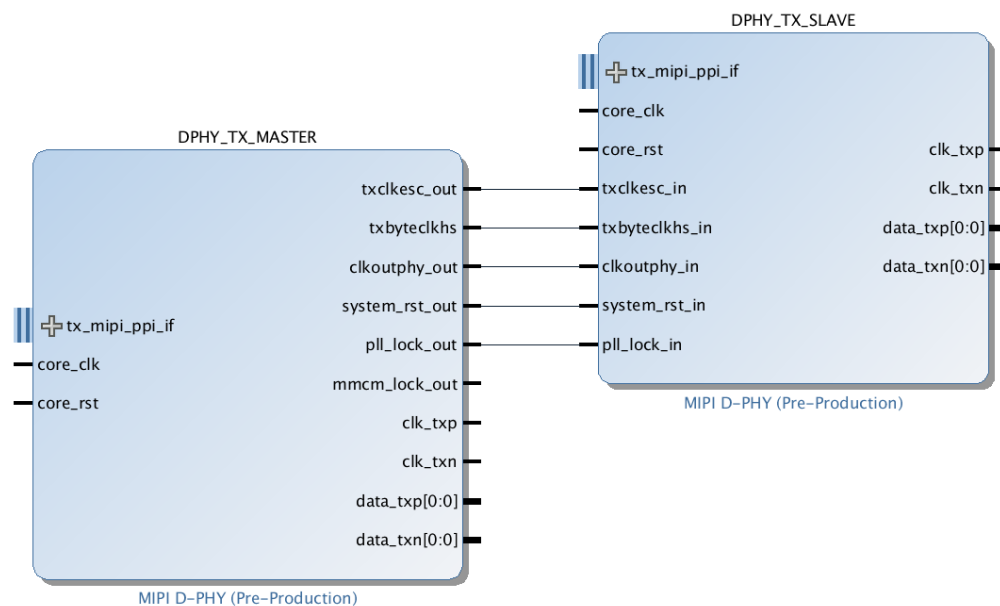 DPHY_TX_MASTER
txclkesc_out
txbyteclkhs
clkoutphy_out
system_rst_out
tx_mipi_ppi_if
pll_lock_out
core_clk
mmcm_lock_out
core_rst
clk_txp
clk_txn
data_txp[0:0]
data_txn[0:0]
MIPI D-PHY (Pre-Production)
DPHY_TX_SLAVE
tx_mipi_ppi_if
core_clk
core_rst
clk_txp
txclkesc_in
clk_txn
txbyteclkhs_in
data_txp[0:0]
clkoutphy_in
data_txn[0:0]
system_rst_in
pll_lock_in
MIPI D-PHY (Pre-Production)